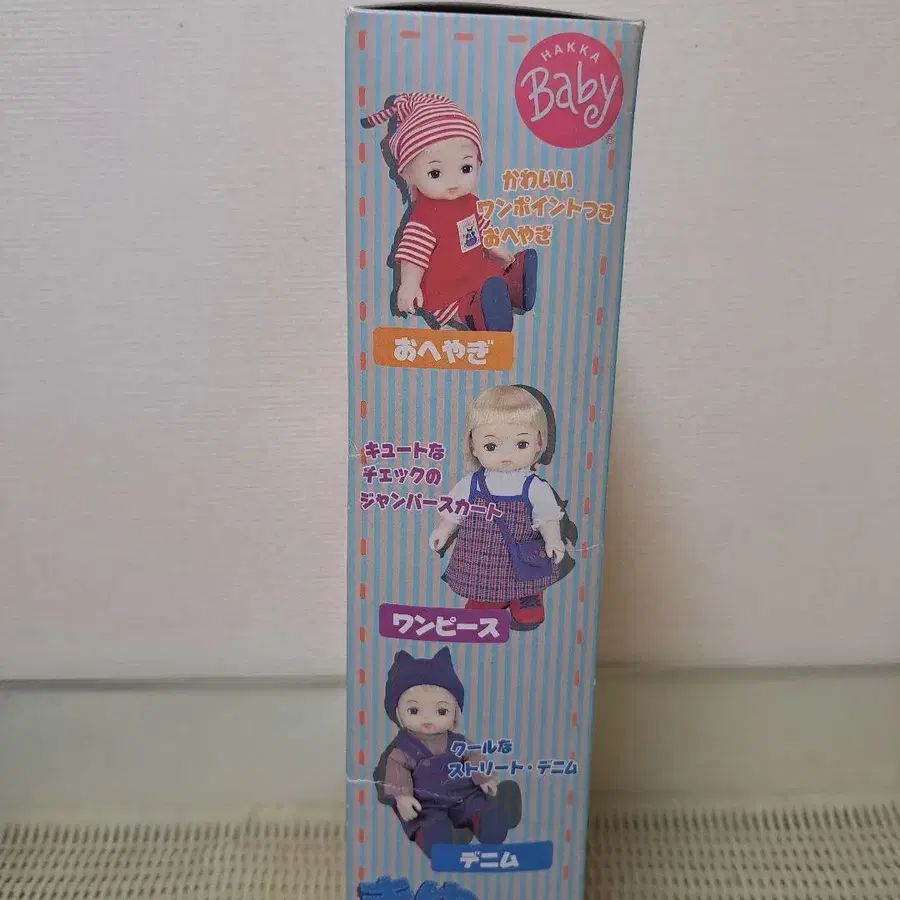 HAKKA
Baby
®
かわいい
ワンポイントつき
おへやぎ
おへやぎ
キュートな
チェックの
ジャンパースカート
ワンピース
クールな
ストリート・デニム
デニム